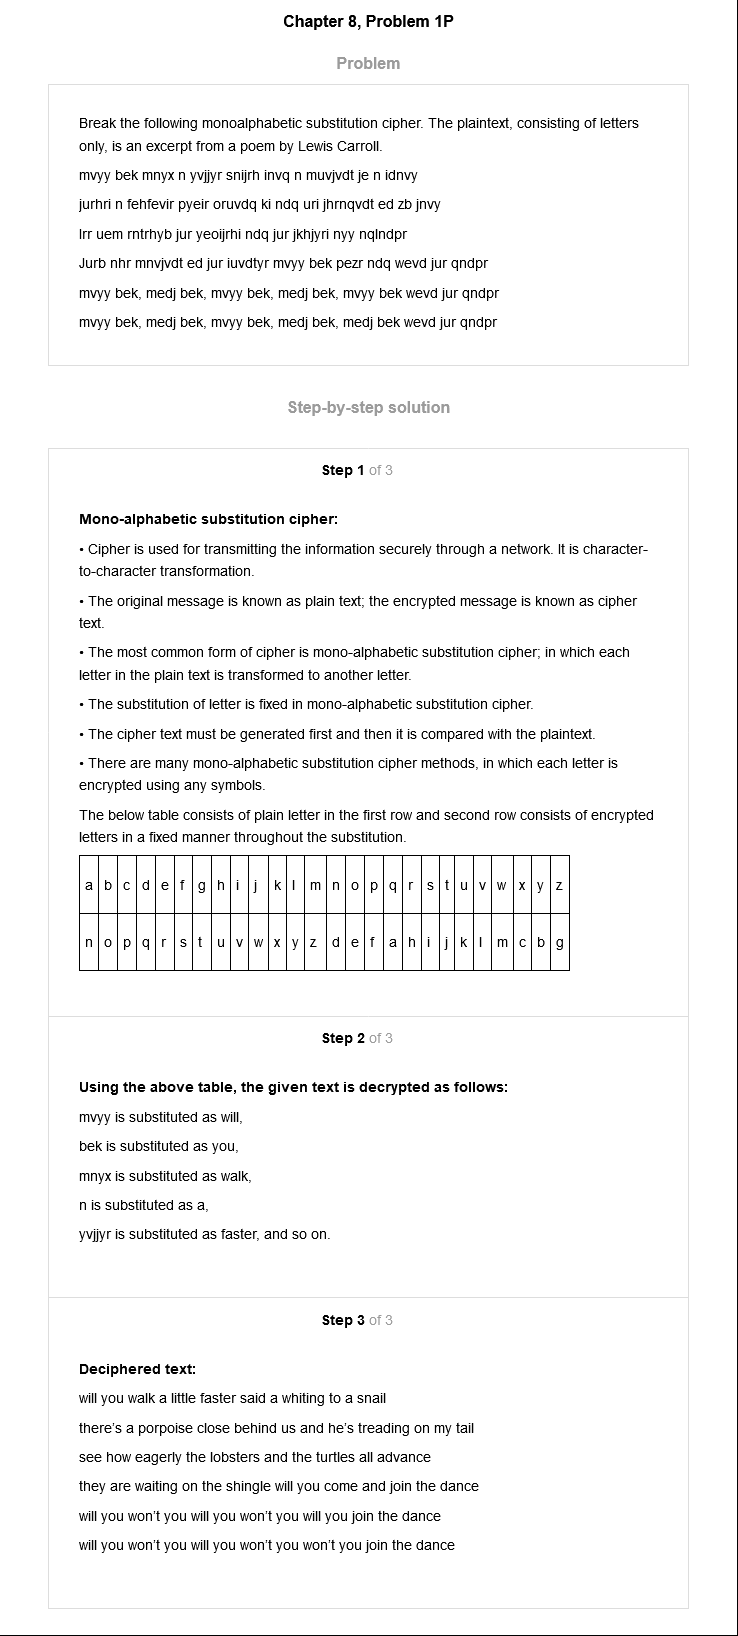 Chapter 8, Problem 1P
Problem
Break the following monoalphabetic substitution cipher. The plaintext, consisting of letters
only, is an excerpt from a poem by Lewis Carroll.
mvyy bek mnyx n yvjjyr snijrh invq n muvjvdt je n idnvy
jurhri n fehfevir pyeir oruvdq ki ndq uri jhrnqvdt ed zb jnvy
Irr uem rntrhyb jur yeoijrhi ndq jur jkhjyri nyy nqlndpr
Jurb nhr mnvjvdt ed jur iuvdtyr mvyy bek pezr ndq wevd jur qndpr
mvyy bek, medj bek, mvyy bek, medj bek, mvyy bek wevd jur qndpr
mvyy bek, medj bek, mvyy bek, medj bek, medj bek wevd jur qndpr
Step-by-step solution
Step 1 of 3
Mono-alphabetic substitution cipher:
• Cipher is used for transmitting the information securely through a network. It is character-
to-character transformation.
• The original message is known as plain text; the encrypted message is known as cipher
text.
• The most common form of cipher is mono-alphabetic substitution cipher; in which each
letter in the plain text is transformed to another letter.
• The substitution of letter is fixed in mono-alphabetic substitution cipher.
• The cipher text must be generated first and then it is compared with the plaintext.
• There are many mono-alphabetic substitution cipher methods, in which each letter is
encrypted using any symbols.
The below table consists of plain letter in the first row and second row consists of encrypted
letters in a fixed manner throughout the substitution.
a b c d e f g h i j k l m n o p q r s t u v w x y z
n o p q r s t u v w x y z d e f a h i j k l m c b g
Step 2 of 3
Using the above table, the given text is decrypted as follows:
mvyy is substituted as will,
bek is substituted as you,
mnyx is substituted as walk,
n is substituted as a,
yvjjyr is substituted as faster, and so on.
Step 3 of 3
Deciphered text:
will you walk a little faster said a whiting to a snail
there's a porpoise close behind us and he's treading on my tail
see how eagerly the lobsters and the turtles all advance
they are waiting on the shingle will you come and join the dance
will you won't you will you won't you will you join the dance
will you won't you will you won't you won't you join the dance